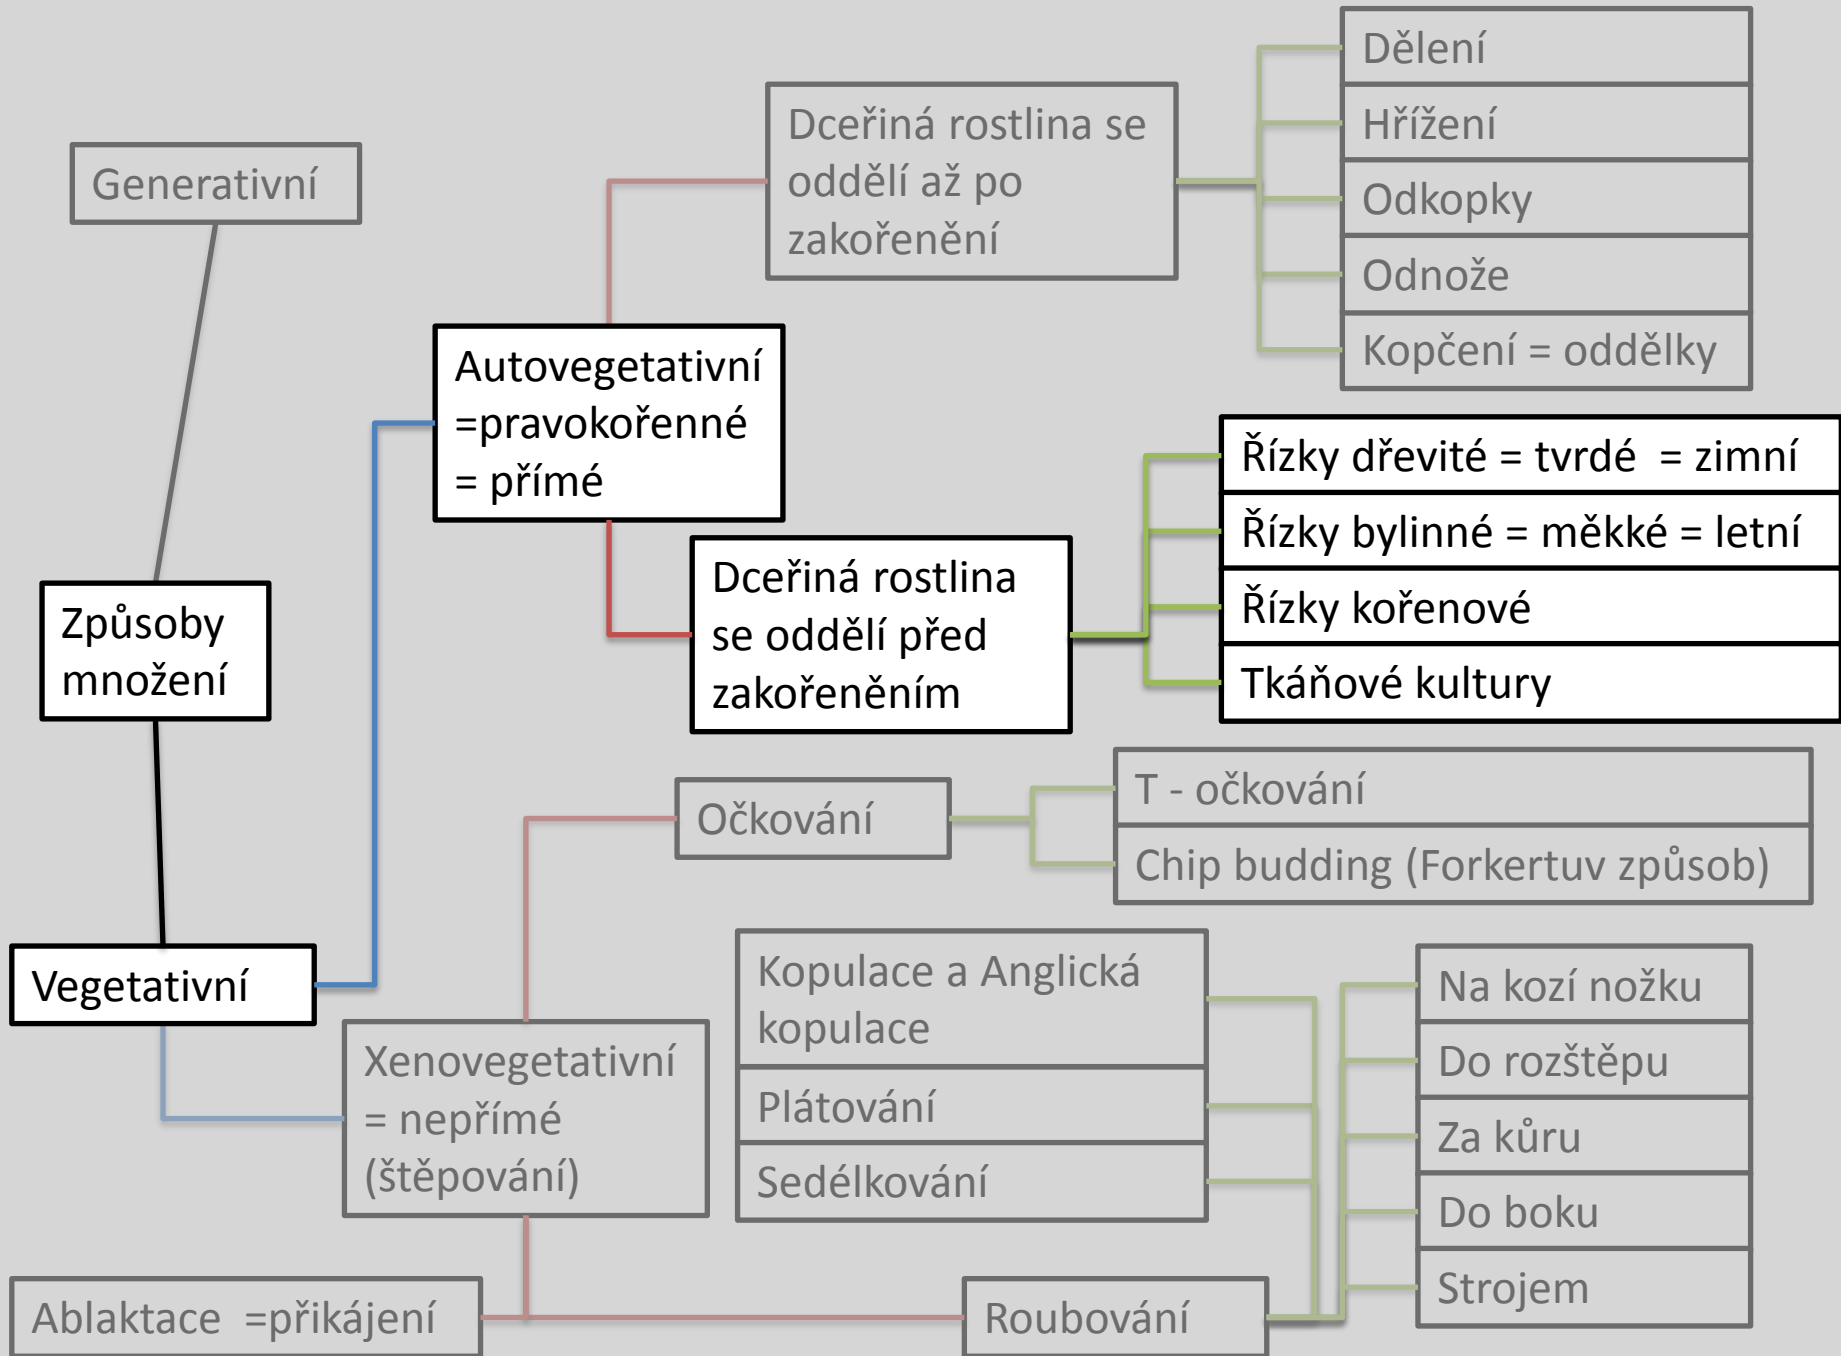 Generativní
Způsoby
množení
Vegetativní
Autovegetativní
=pravokořenné
= přímé
Dceřiná rostlina se
oddělí až po
zakořenění
Dělení
Hřížení
Odkopky
Odnože
Kopčení = oddělky
Dceřiná rostlina
se oddělí před
zakořeněním
Řízky dřevité = tvrdé  = zimní
Řízky bylinné = měkké = letní
Řízky kořenové
Tkáňové kultury
Xenovegetativní
= nepřímé
(štěpování)
Očkování
T - očkování
Chip budding (Forkertuv způsob)
Kopulace a Anglická
kopulace
Plátování
Sedélkování
Na kozí nožku
Do rozštěpu
Za kůru
Do boku
Strojem
Ablaktace  =přikájení
Roubování